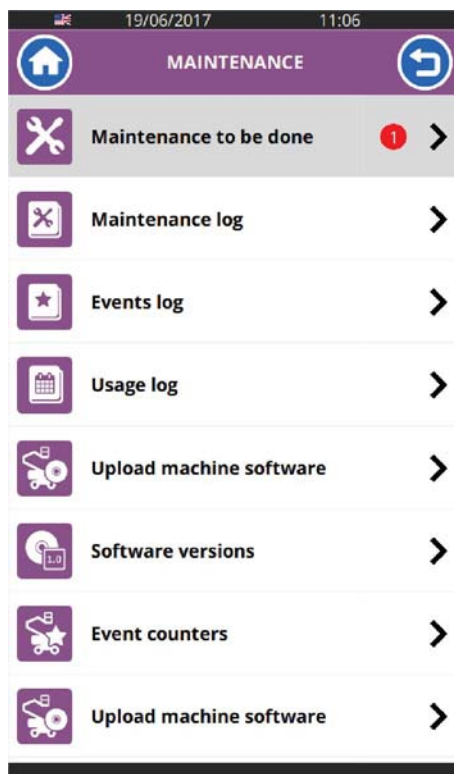 19/06/2017 11:06
MAINTENANCE
Maintenance to be done 1
Maintenance log
Events log
Usage log
Upload machine software
1.0
Software versions
Event counters
Upload machine software